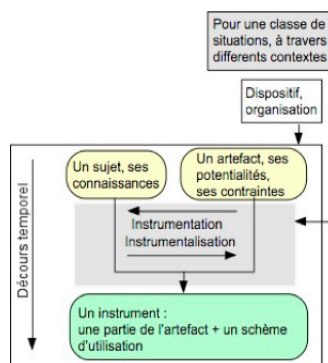 Pour une classe de
situations, à travers
differents contextes
Dispositif,
organisation
Un sujet, ses
connaissances
Un artefact, ses
potentialités,
ses contraintes
Décours temporel
Instrumentation
Instrumentalisation
Un instrument :
une partie de l'artefact + un schème
d'utilisation